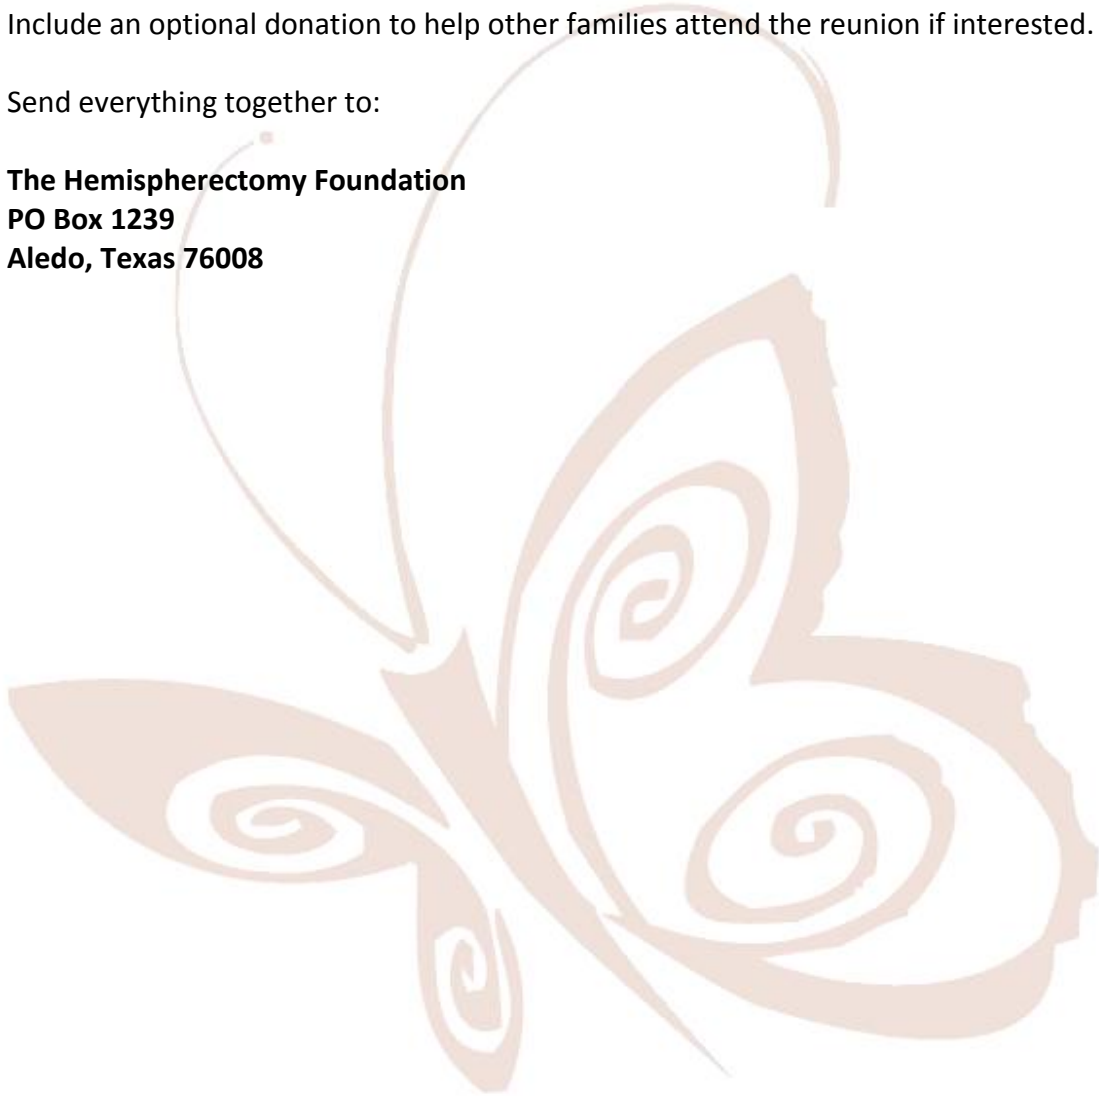 Include an optional donation to help other families attend the reunion if interested.
Send everything together to:
The Hemispherectomy Foundation
PO Box 1239
Aledo, Texas 76008